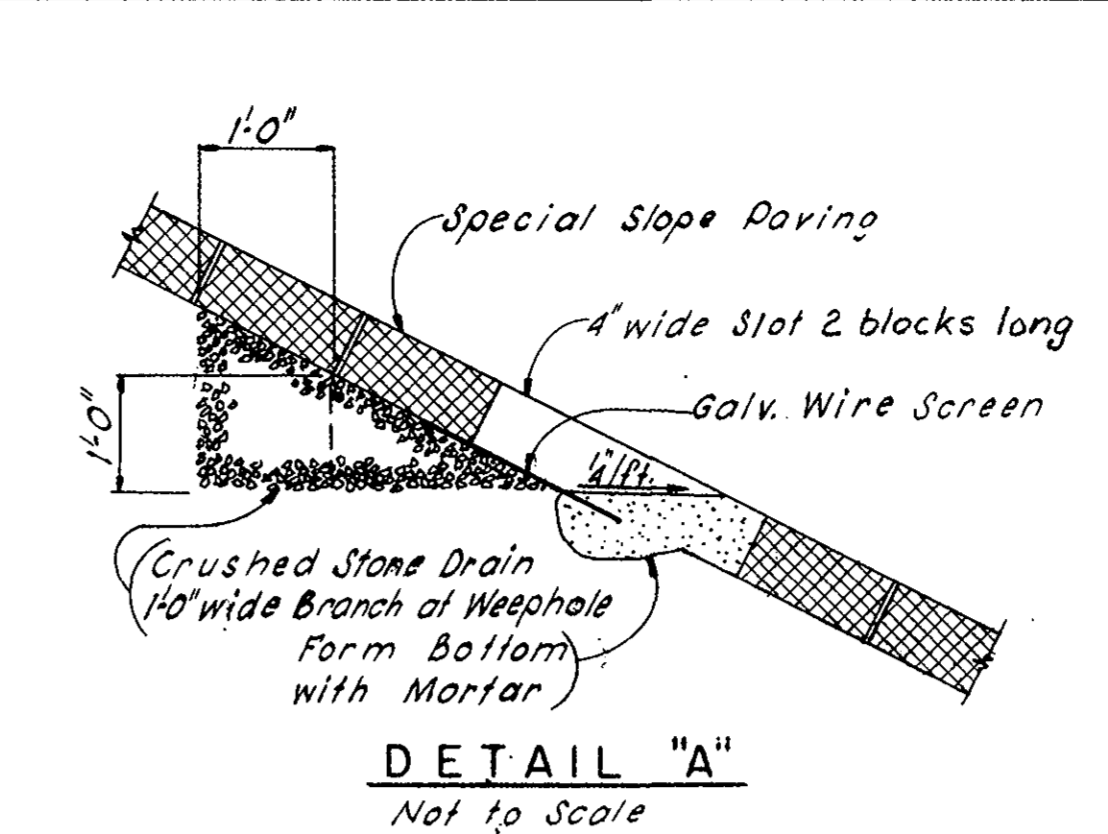 1'-0"
Special Slope Paving
4" wide Slot 2 blocks long
Galv. Wire Screen
1'-0"
1/4"/ft.
Crushed Stone Drain
1'-0" wide Branch at Weephole
Form Bottom
with Mortar
DETAIL "A"
Not to Scale